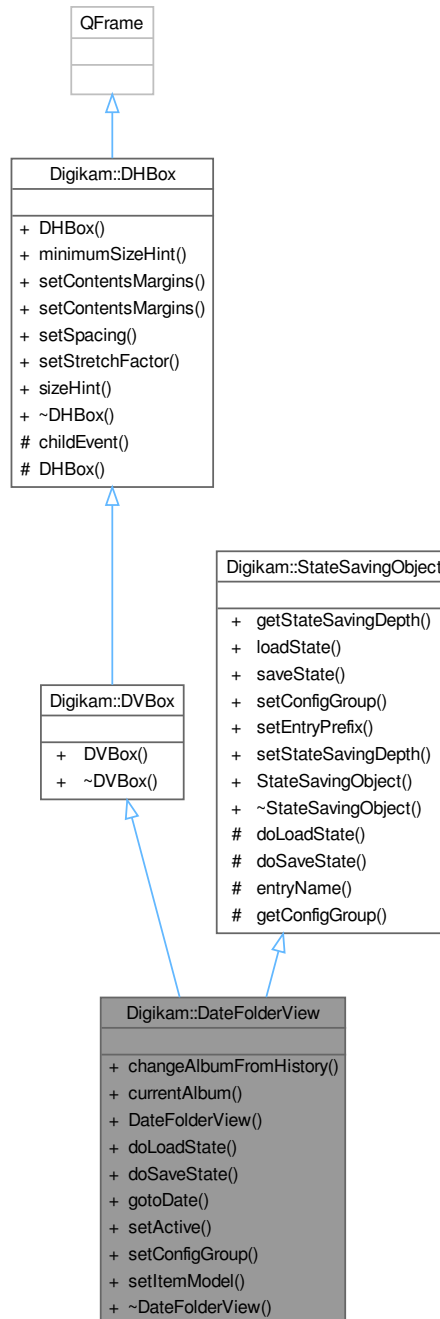 QFrame
Digikam::DHBox
+ DHBox()
+ minimumSizeHint()
+ setContentsMargins()
+ setContentsMargins()
+ setSpacing()
+ setStretchFactor()
+ sizeHint()
+ ~DHBox()
# childEvent()
# DHBox()
Digikam::StateSavingObject
+ getStateSavingDepth()
+ loadState()
+ saveState()
+ setConfigGroup()
+ setEntryPrefix()
+ setStateSavingDepth()
+ StateSavingObject()
+ ~StateSavingObject()
# doLoadState()
# doSaveState()
# entryName()
# getConfigGroup()
Digikam::DVBox
+ DVBox()
+ ~DVBox()
Digikam::DateFolderView
+ changeAlbumFromHistory()
+ currentAlbum()
+ DateFolderView()
+ doLoadState()
+ doSaveState()
+ gotoDate()
+ setActive()
+ setConfigGroup()
+ setItemModel()
+ ~DateFolderView()